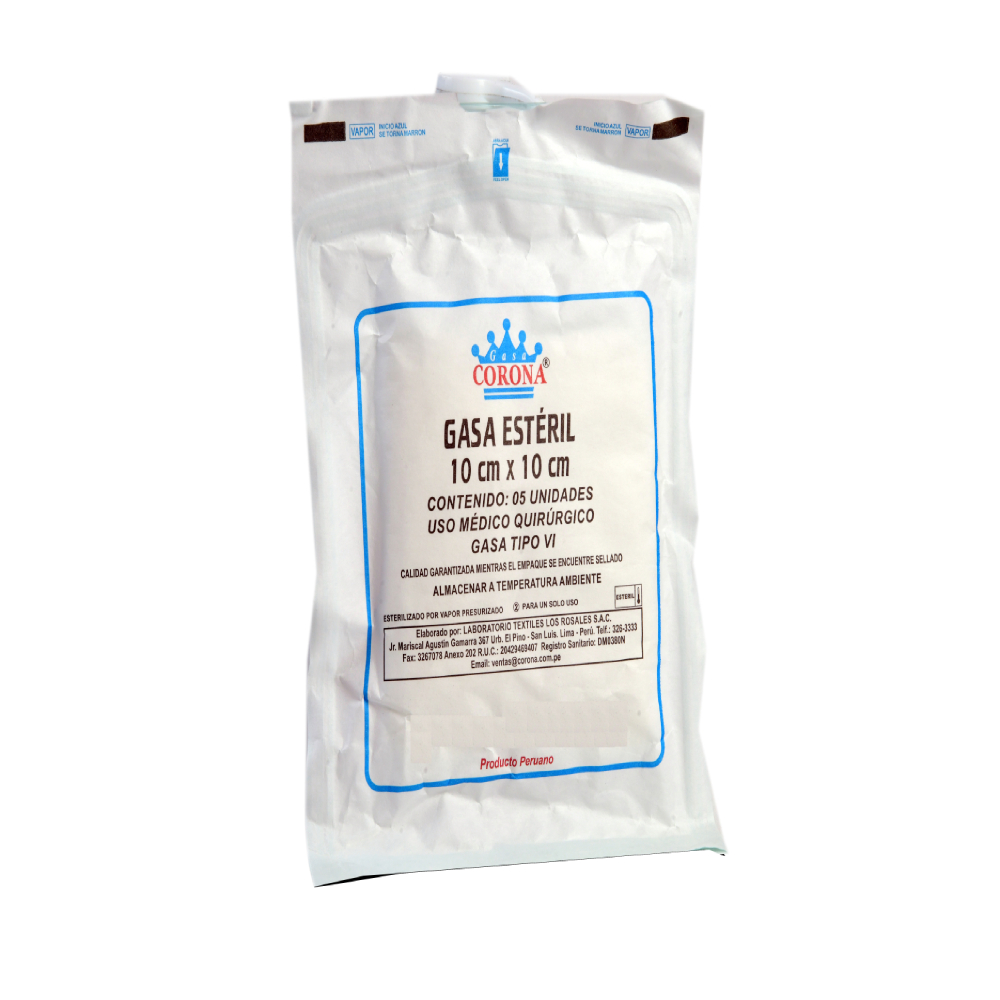 VAPOR INICIO AZUL
SE TORNA MARRON
INICIO AZUL
SE TORNA MARRON VAPOR
Gasa
CORONA®
GASA ESTÉRIL
10 cm x 10 cm
CONTENIDO: 05 UNIDADES
USO MÉDICO QUIRÚRGICO
GASA TIPO VI
CALIDAD GARANTIZADA MIENTRAS EL EMPAQUE SE ENCUENTRE SELLADO
ALMACENAR A TEMPERATURA AMBIENTE
ESTERILIZADO POR VAPOR PRESURIZADO ② PARA UN SOLO USO
ESTERIL
Elaborado por: LABORATORIO TEXTILES LOS ROSALES S.A.C.
Jr. Mariscal Agustin Gamarra 367 Urb. El Pino - San Luis. Lima - Perú. Telf.: 326-3333
Fax: 3267078 Anexo 202 R.U.C.: 20429469407 Registro Sanitario: DM0380N
Email: ventas@corona.com.pe
Producto Peruano